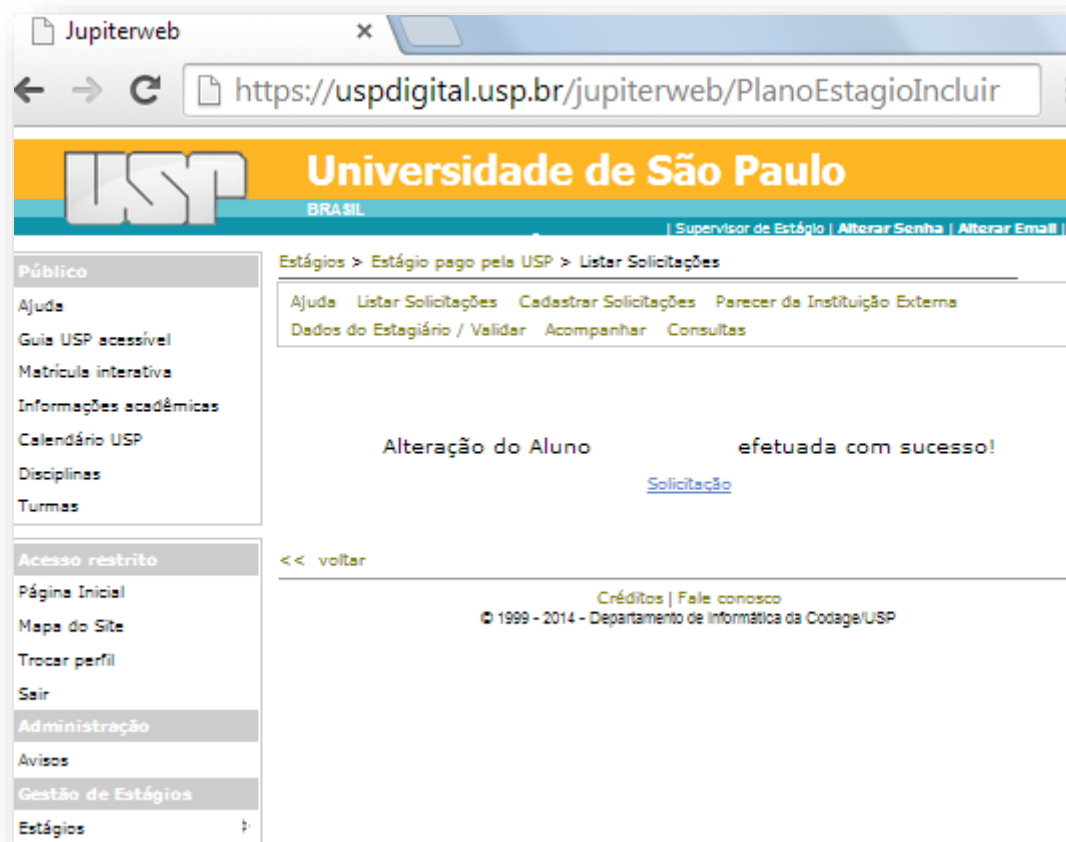 Jupiterweb
https://uspdigital.usp.br/jupiterweb/PlanoEstagioIncluir
USP
Universidade de São Paulo
BRASIL
| Supervisor de Estágio | Alterar Senha | Alterar Email |
Público
Ajuda
Guia USP acessível
Matrícula interativa
Informações acadêmicas
Calendário USP
Disciplinas
Turmas
Acesso restrito
Página Inicial
Mapa do Site
Trocar perfil
Sair
Administração
Avisos
Gestão de Estágios
Estágios
Estágios > Estágio pago pela USP > Listar Solicitações
Ajuda Listar Solicitações Cadastrar Solicitações Parecer da Instituição Externa
Dados do Estagiário / Validar Acompanhar Consultas
Alteração do Aluno efetuada com sucesso!
Solicitação
<< voltar
Créditos | Fale conosco
© 1999 - 2014 - Departamento de Informática da Codage/USP